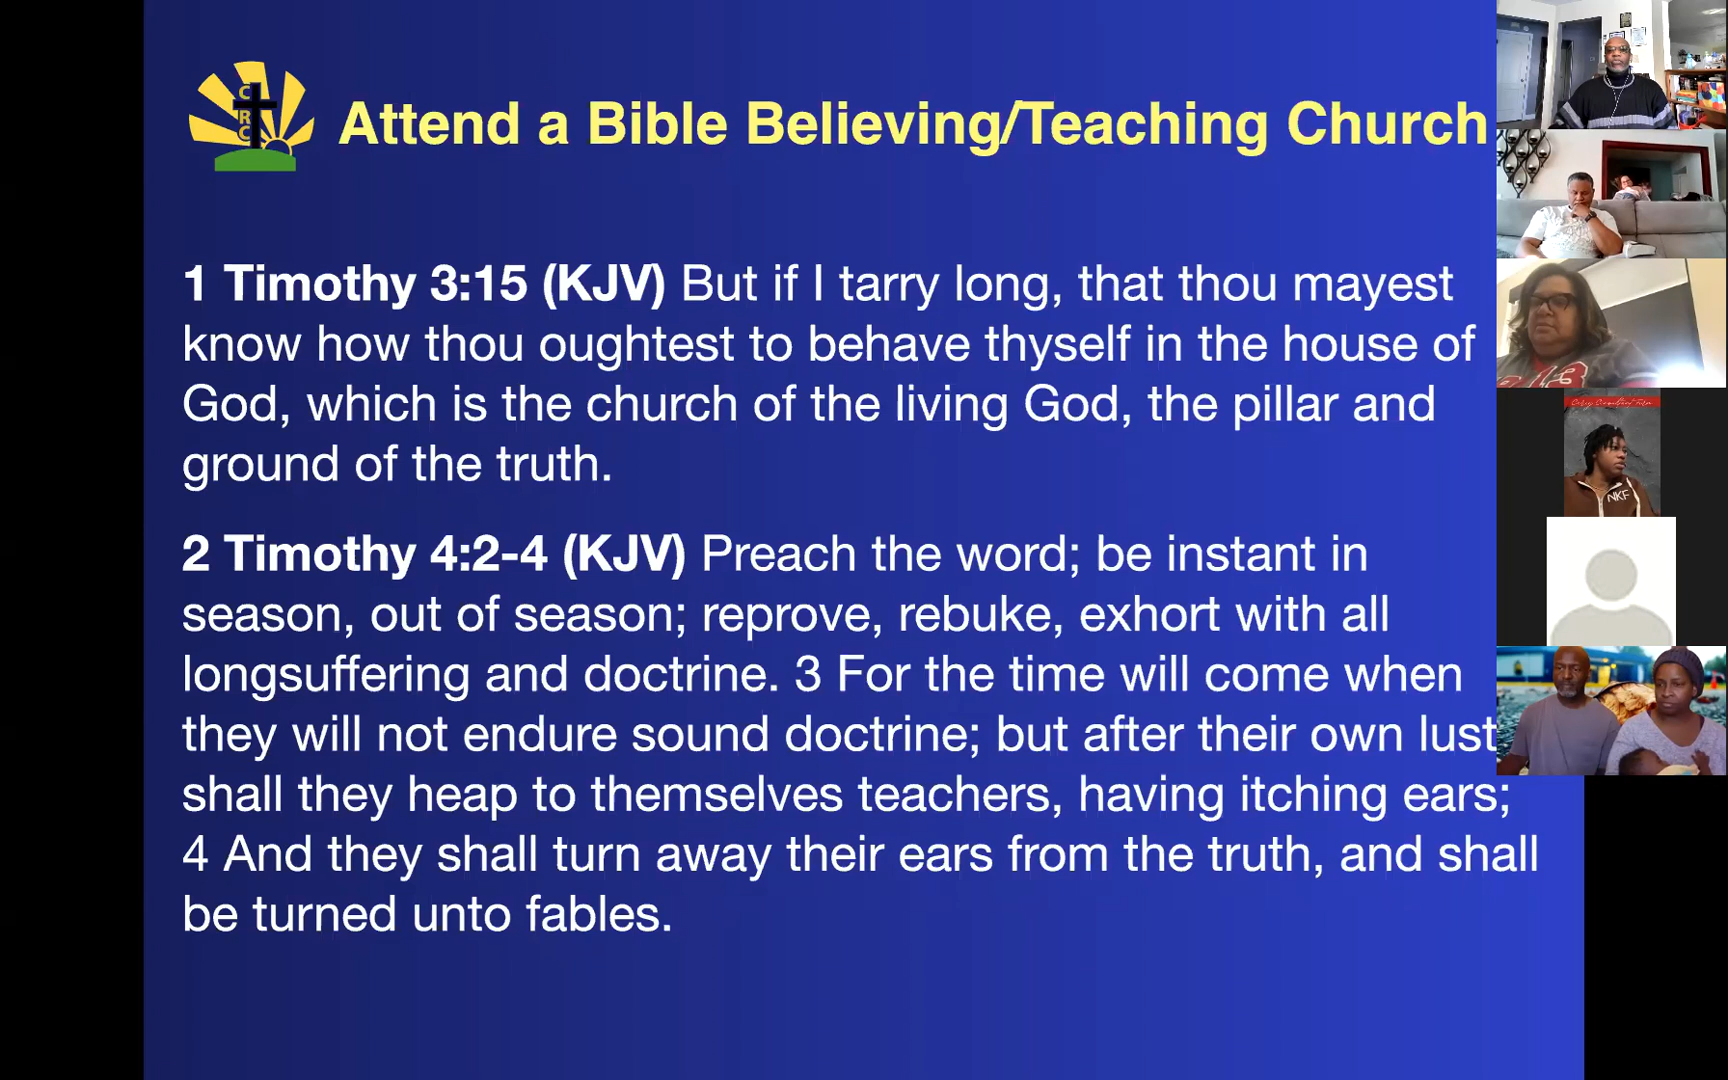 CRC
Attend a Bible Believing/Teaching Church
1 Timothy 3:15 (KJV) But if I tarry long, that thou mayest
know how thou oughtest to behave thyself in the house of
God, which is the church of the living God, the pillar and
ground of the truth.
2 Timothy 4:2-4 (KJV) Preach the word; be instant in
season, out of season; reprove, rebuke, exhort with all
longsuffering and doctrine. 3 For the time will come when
they will not endure sound doctrine; but after their own lust
shall they heap to themselves teachers, having itching ears;
4 And they shall turn away their ears from the truth, and shall
be turned unto fables.
NKF